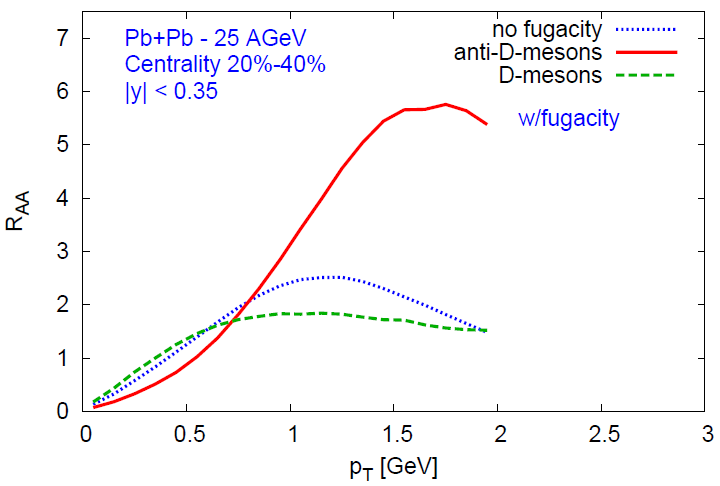 Pb+Pb - 25 AGeV
Centrality 20%-40%
|y| < 0.35
no fugacity
anti-D-mesons
D-mesons
w/fugacity
7
6
5
4
3
2
1
0
R_AA
0 0.5 1 1.5 2 2.5 3
p_T [GeV]